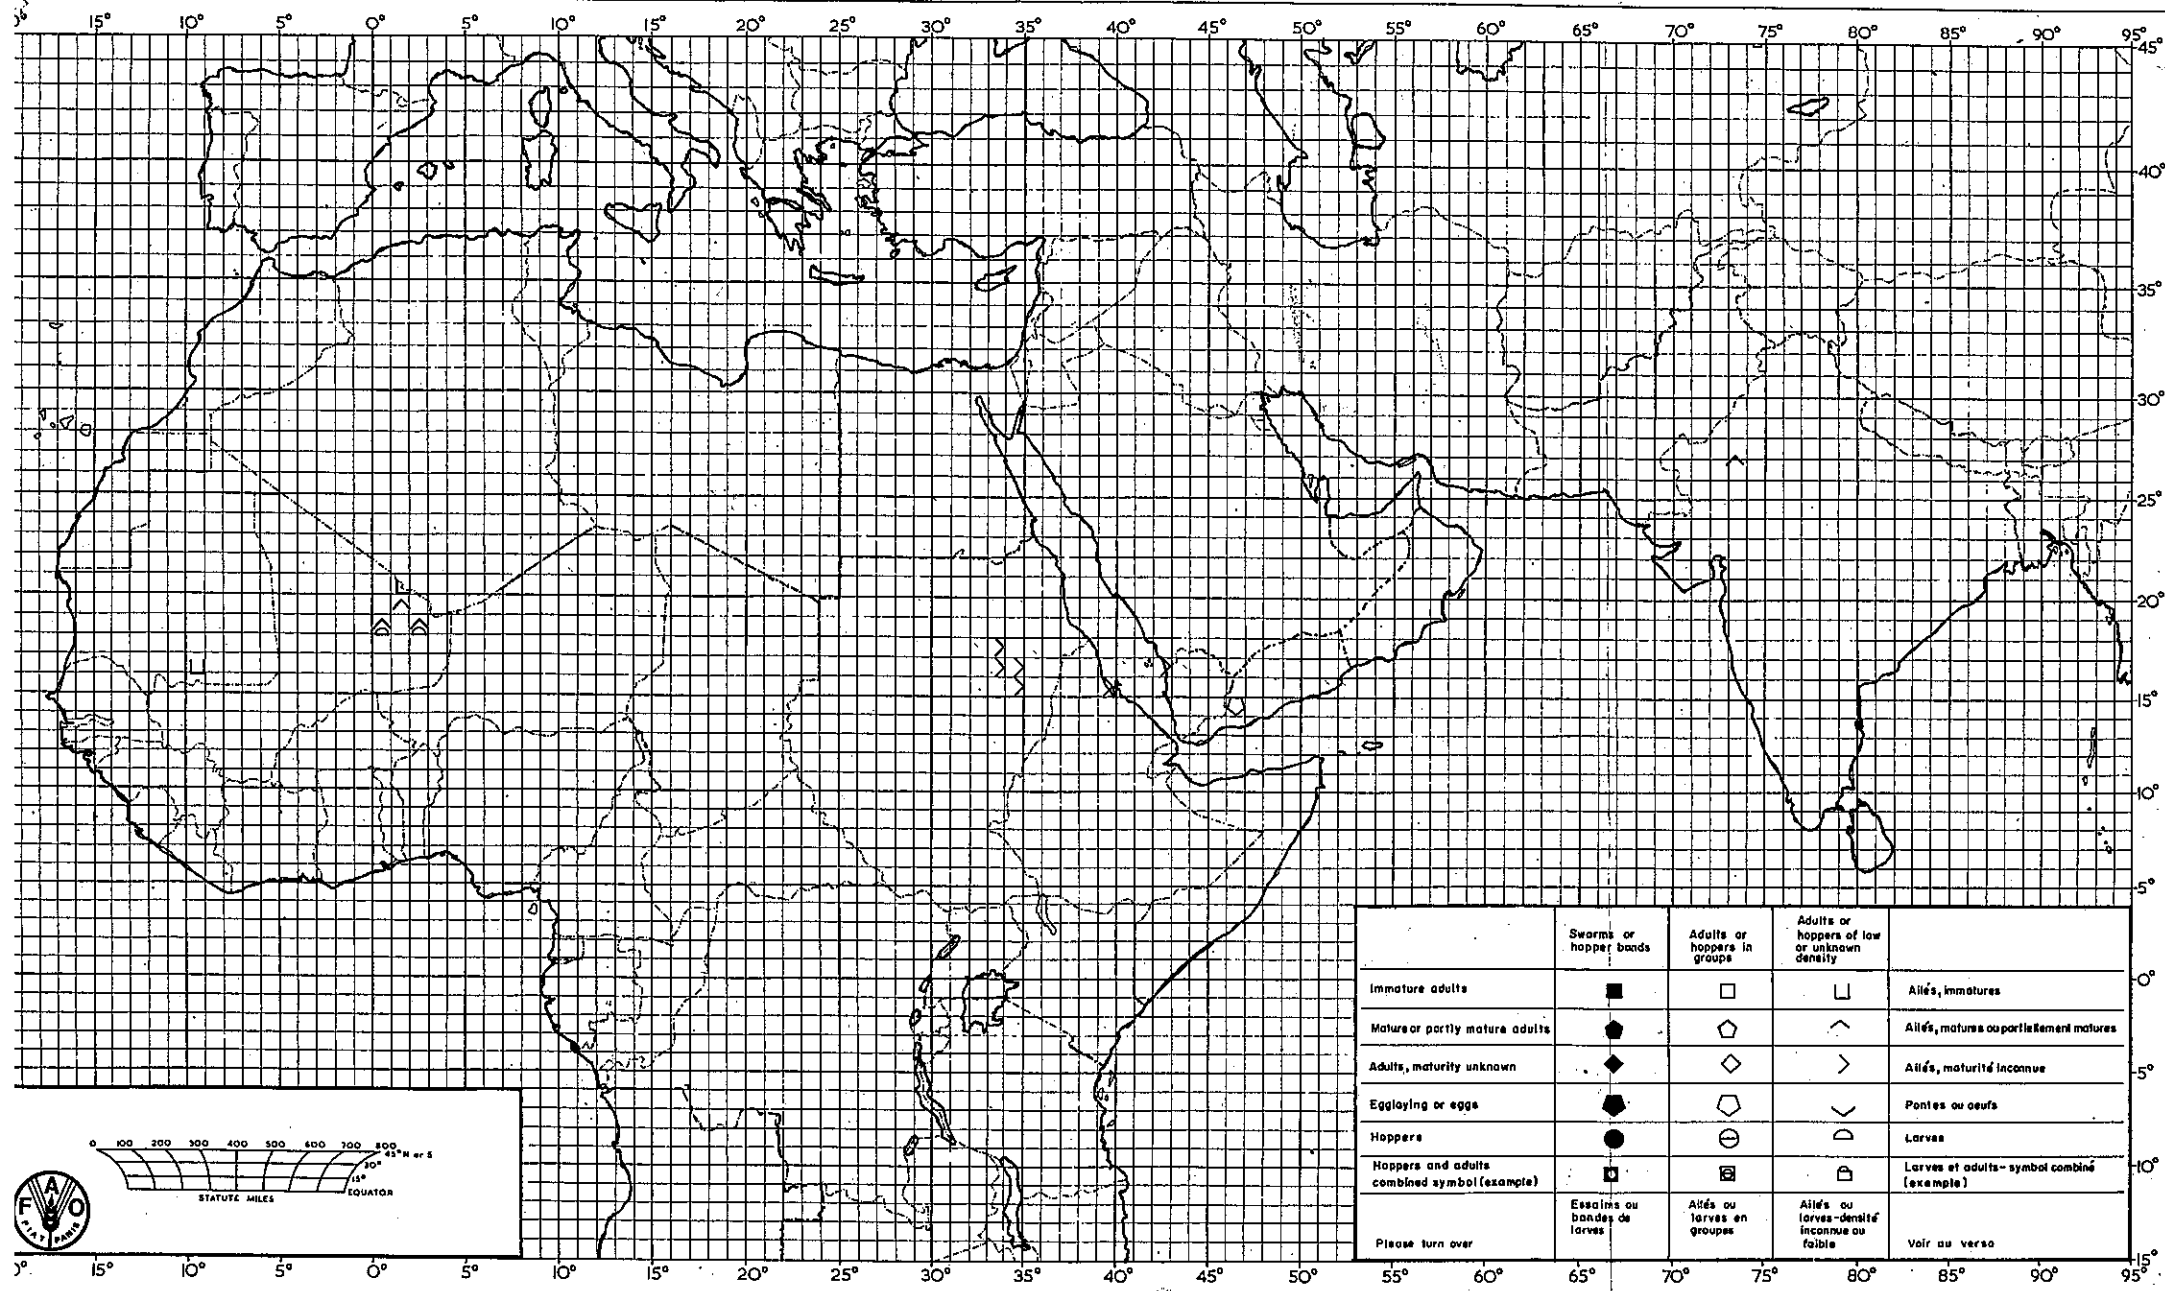 15° 10° 5° 0° 5° 10° 15° 20° 25° 30° 35° 40° 45° 50° 55° 60° 65° 70° 75° 80° 85° 90° 95°
45°
40°
35°
30°
25°
20°
15°
10°
5°
0°
5°
10°
15°
Swarms or
hopper bands
Adults or
hoppers in
groups
Adults or
hoppers of low
or unknown
density
Immature adults
Ailés, immatures
Mature or partly mature adults
Ailés, matures ou partiellement matures
Adults, maturity unknown
Ailés, maturité inconnue
Egglaying or eggs
Pontes ou oeufs
Hoppers
Larves
Hoppers and adults
combined symbol (example)
Larves et adults - symbol combiné
(example)
Essaims ou
bandes de
larves
Ailés ou
larves en
groupes
Ailés ou
larves-densité
inconnue ou
faible
Please turn over
Voir au verso
0 100 200 300 400 500 600 700 800
45° N or S
30°
15°
EQUATOR
STATUTE MILES
F A O
FIAT PANIS
15° 10° 5° 0° 5° 10° 15° 20° 25° 30° 35° 40° 45° 50° 55° 60° 65° 70° 75° 80° 85° 90° 95°